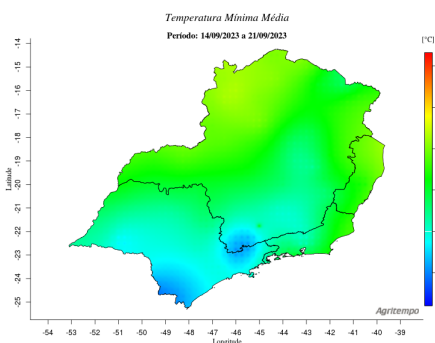 Temperatura Mínima Média
Período: 14/09/2023 a 21/09/2023
[°C]
-14
-15
-16
-17
-18
-19
-20
-21
-22
-23
-24
-25
Latitude
Agritempo
-54 -53 -52 -51 -50 -49 -48 -47 -46 -45 -44 -43 -42 -41 -40 -39
Longitude